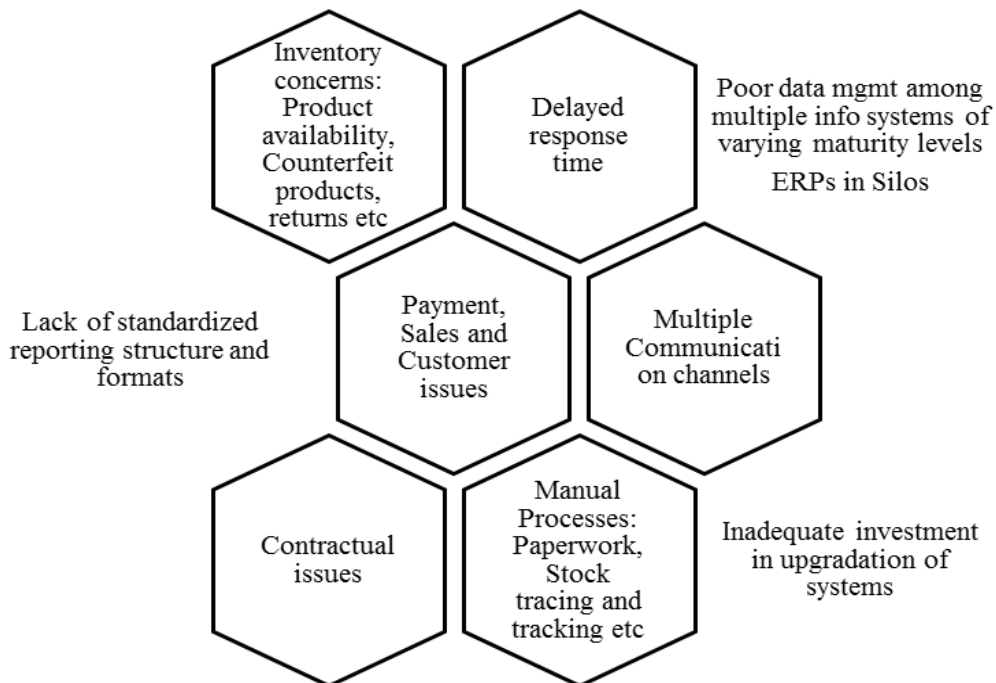 Inventory
concerns:
Product
availability,
Counterfeit
products,
returns etc
Delayed
response
time
Poor data mgmt among
multiple info systems of
varying maturity levels
ERPs in Silos
Lack of standardized
reporting structure and
formats
Payment,
Sales and
Customer
issues
Multiple
Communicati
on channels
Contractual
issues
Manual
Processes:
Paperwork,
Stock
tracing and
tracking etc
Inadequate investment
in upgradation of
systems